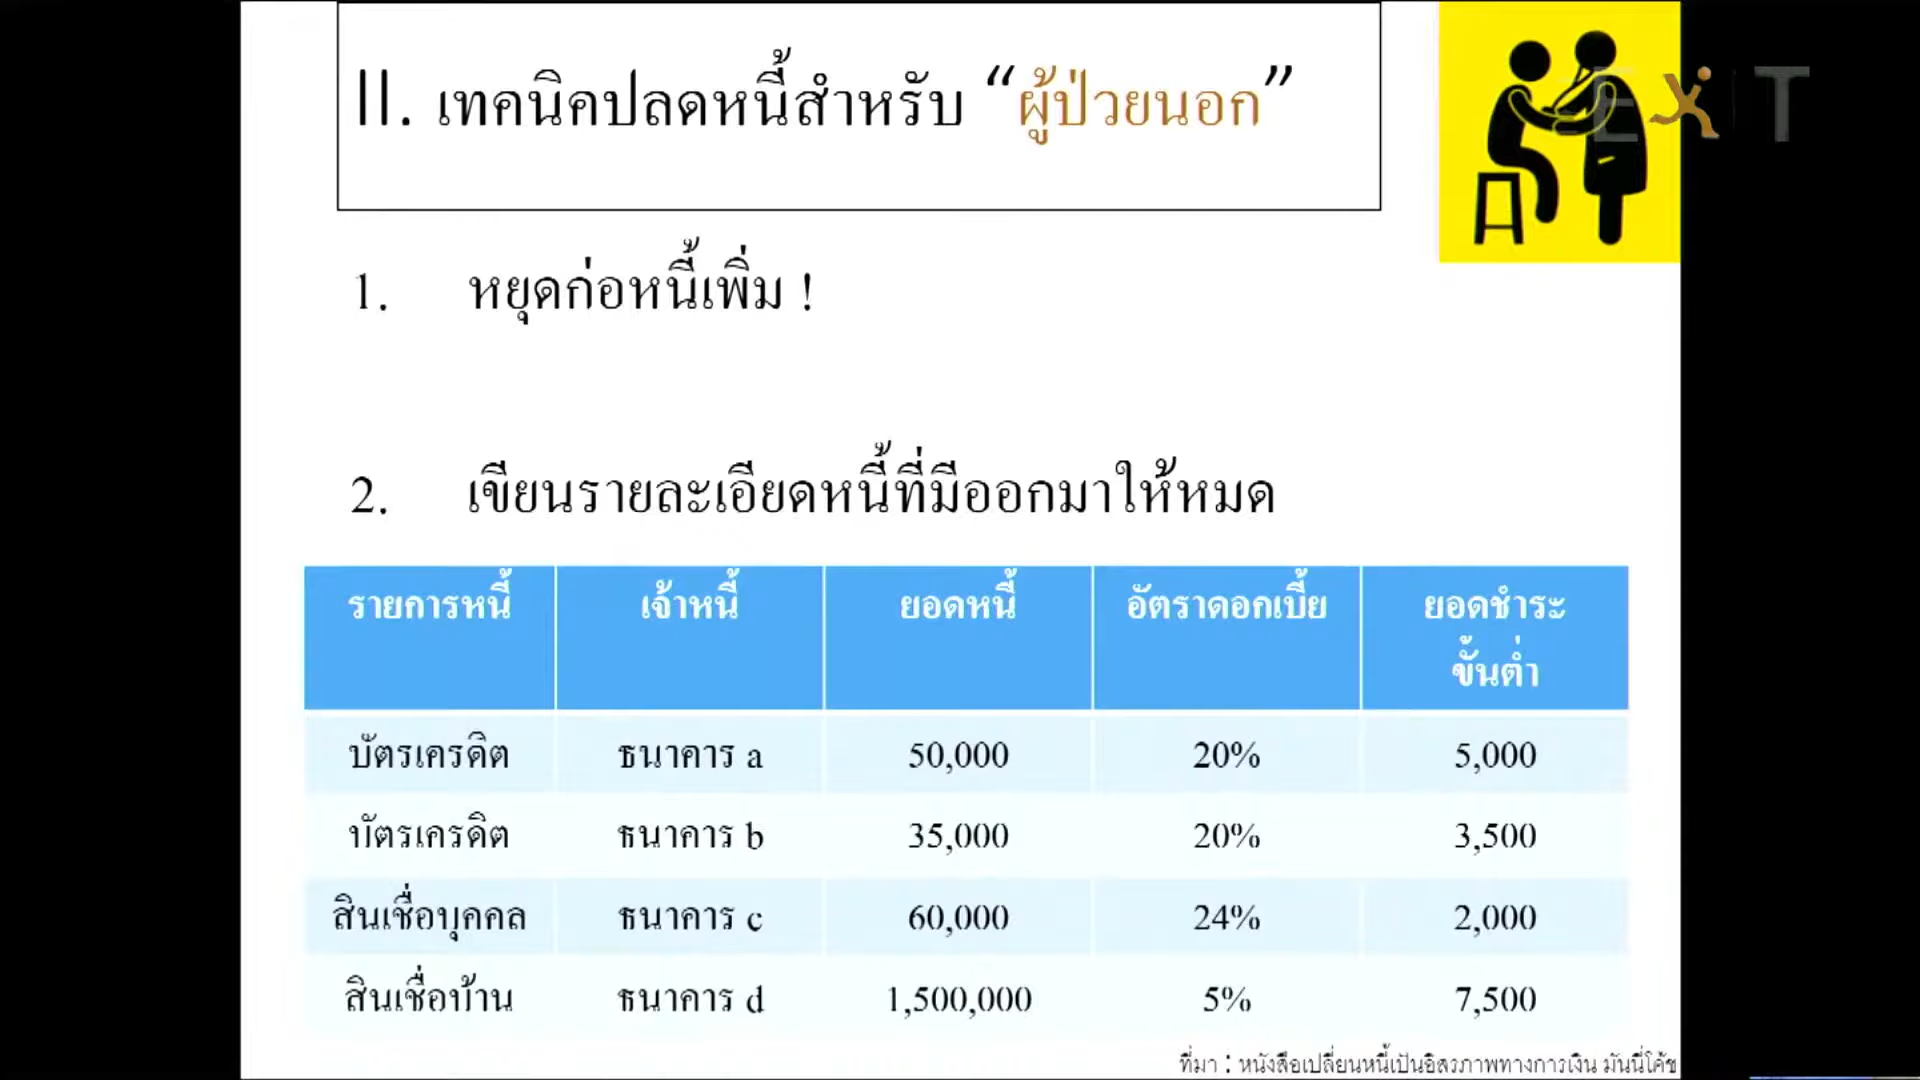 II. เทคนิคปลดหนี้สำหรับ “ผู้ป่วยนอก”
EXIT
1. หยุดก่อหนี้เพิ่ม !
2. เขียนรายละเอียดหนี้ที่มีออกมาให้หมด
รายการหนี้ เจ้าหนี้ ยอดหนี้ อัตราดอกเบี้ย ยอดชำระ
ขั้นต่ำ
บัตรเครดิต ธนาคาร a 50,000 20% 5,000
บัตรเครดิต ธนาคาร b 35,000 20% 3,500
สินเชื่อบุคคล ธนาคาร c 60,000 24% 2,000
สินเชื่อบ้าน ธนาคาร d 1,500,000 5% 7,500
ที่มา : หนังสือเปลี่ยนหนี้เป็นอิสรภาพทางการเงิน มันนี่โค้ช